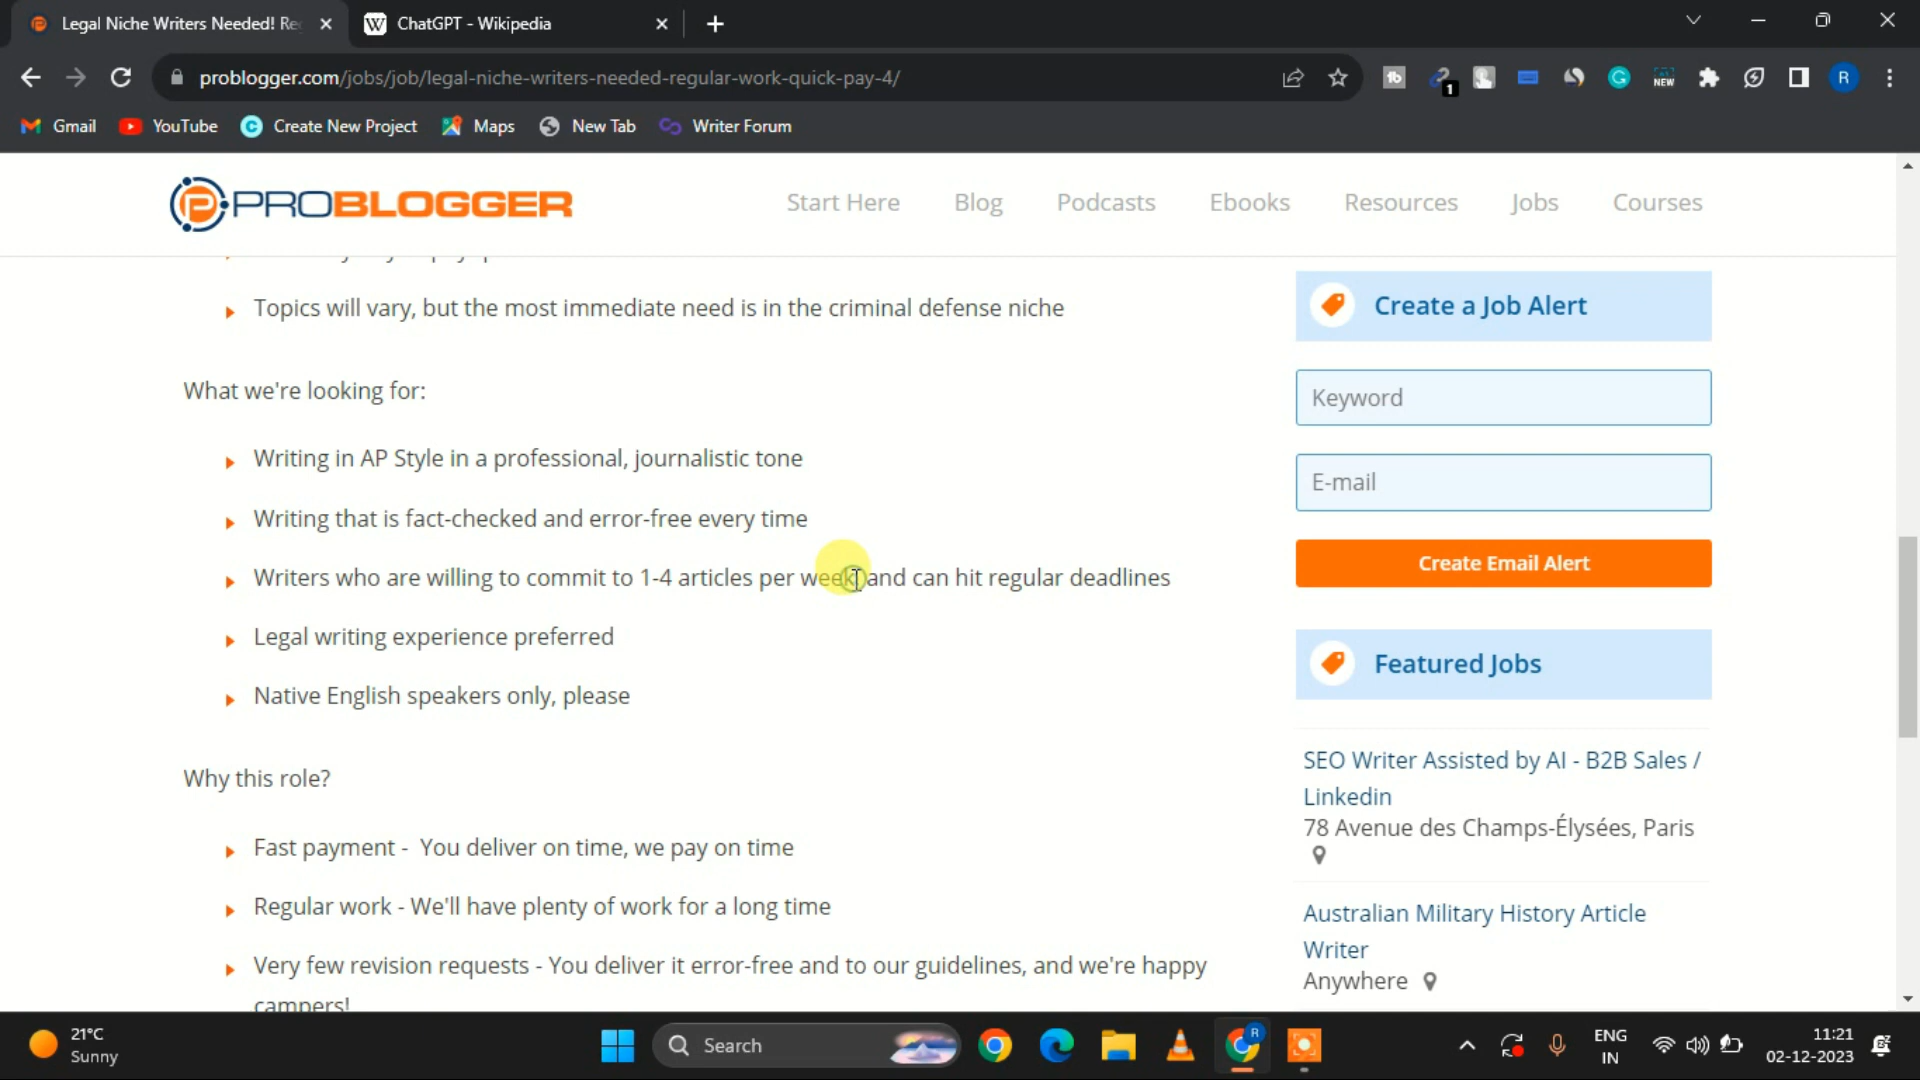 Legal Niche Writers Needed! Re
ChatGPT - Wikipedia
problogger.com/jobs/job/legal-niche-writers-needed-regular-work-quick-pay-4/
1
NEW
R
Gmail
YouTube
Create New Project
Maps
New Tab
Writer Forum
PROBLOGGER
Start Here
Blog
Podcasts
Ebooks
Resources
Jobs
Courses
Topics will vary, but the most immediate need is in the criminal defense niche
What we're looking for:
Writing in AP Style in a professional, journalistic tone
Writing that is fact-checked and error-free every time
Writers who are willing to commit to 1-4 articles per week and can hit regular deadlines
Legal writing experience preferred
Native English speakers only, please
Why this role?
Fast payment - You deliver on time, we pay on time
Regular work - We'll have plenty of work for a long time
Very few revision requests - You deliver it error-free and to our guidelines, and we're happy
campers!
Create a Job Alert
Keyword
E-mail
Create Email Alert
Featured Jobs
SEO Writer Assisted by AI - B2B Sales /
Linkedin
78 Avenue des Champs-Élysées, Paris
Australian Military History Article
Writer
Anywhere
21°C
Sunny
Search
R
ENG
IN
11:21
02-12-2023